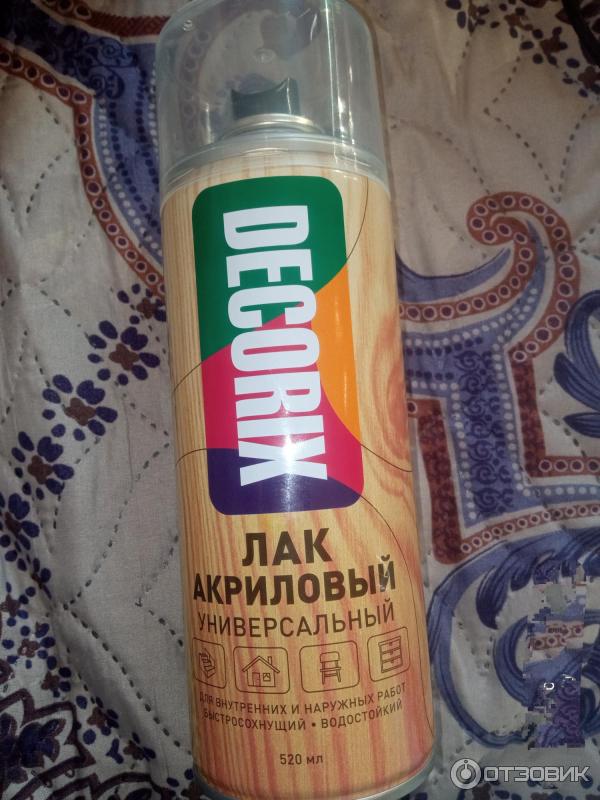 DECORIX
ЛАК
АКРИЛОВЫЙ
УНИВЕРСАЛЬНЫЙ
ДЛЯ ВНУТРЕННИХ И НАРУЖНЫХ РАБОТ
БЫСТРОСОХНУЩИЙ • ВОДОСТОЙКИЙ
520 мл
ОТЗОВИК